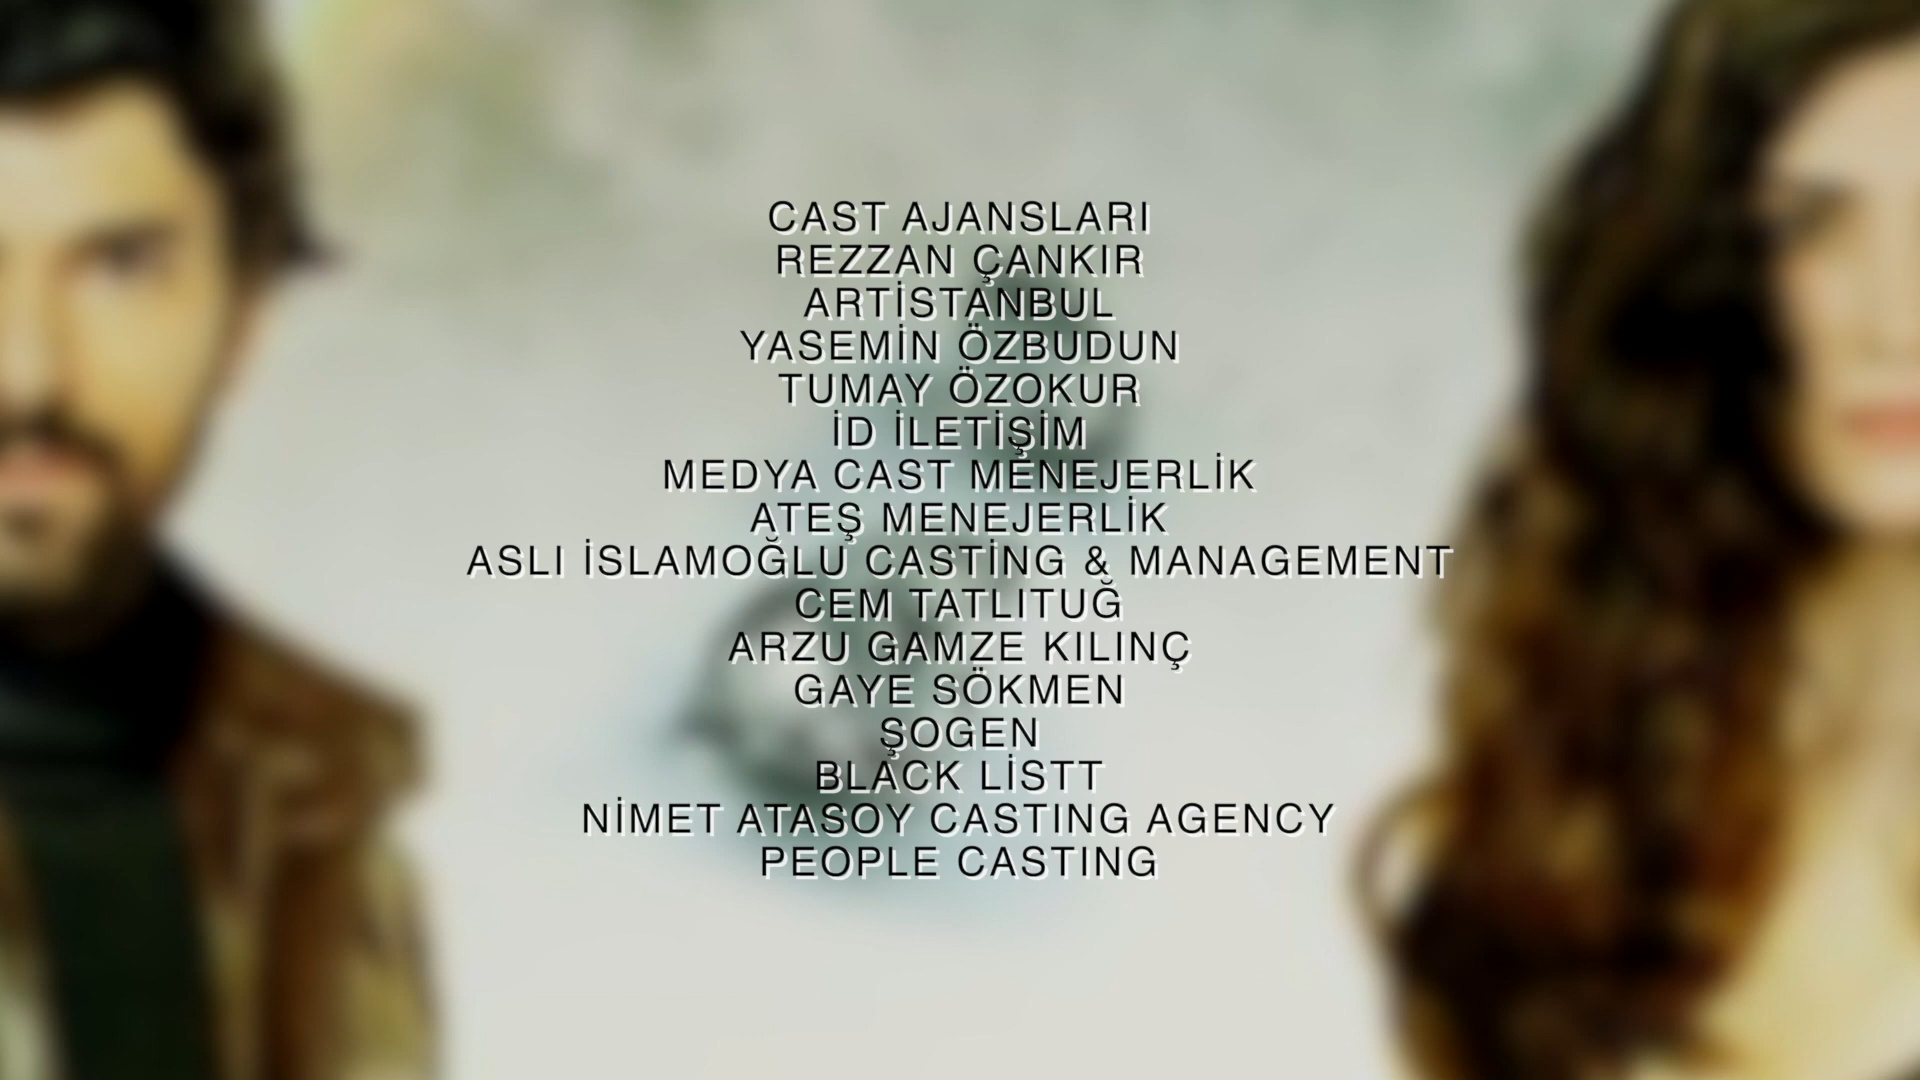 CAST AJANSLARI
REZZAN ÇANKIR
ARTİSTANBUL
YASEMİN ÖZBUDUN
TUMAY ÖZOKUR
İD İLETİŞİM
MEDYA CAST MENEJERLİK
ATEŞ MENEJERLİK
ASLI İSLAMOĞLU CASTİNG & MANAGEMENT
CEM TATLITUĞ
ARZU GAMZE KILINÇ
GAYE SÖKMEN
ŞOGEN
BLACK LİSTT
NİMET ATASOY CASTING AGENCY
PEOPLE CASTING